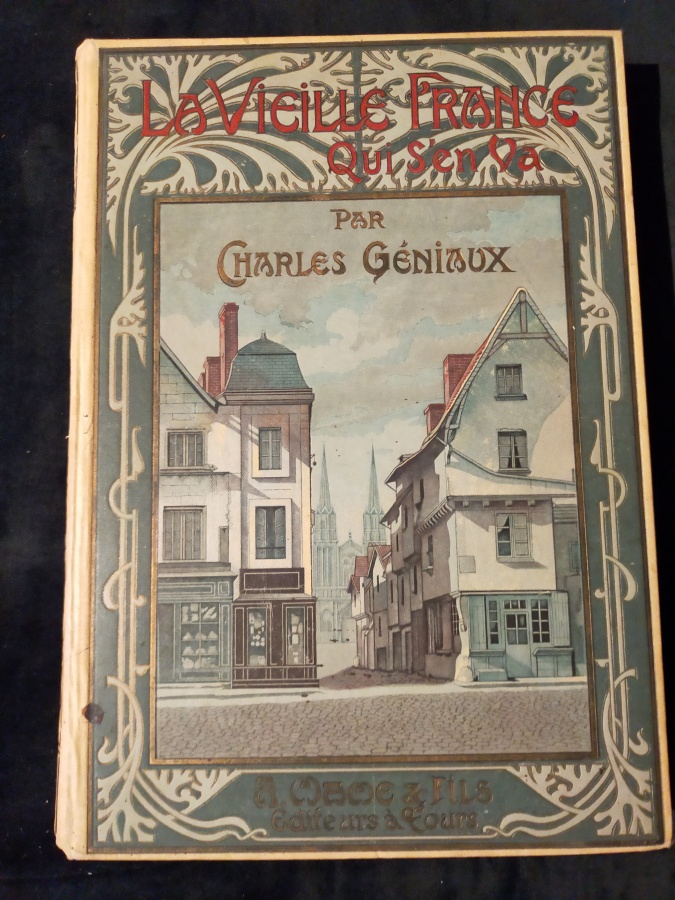 La Vieille France
Qui S'en Va
Par
Charles Géniaux
A. Mame & Fils
Éditeurs à Tours